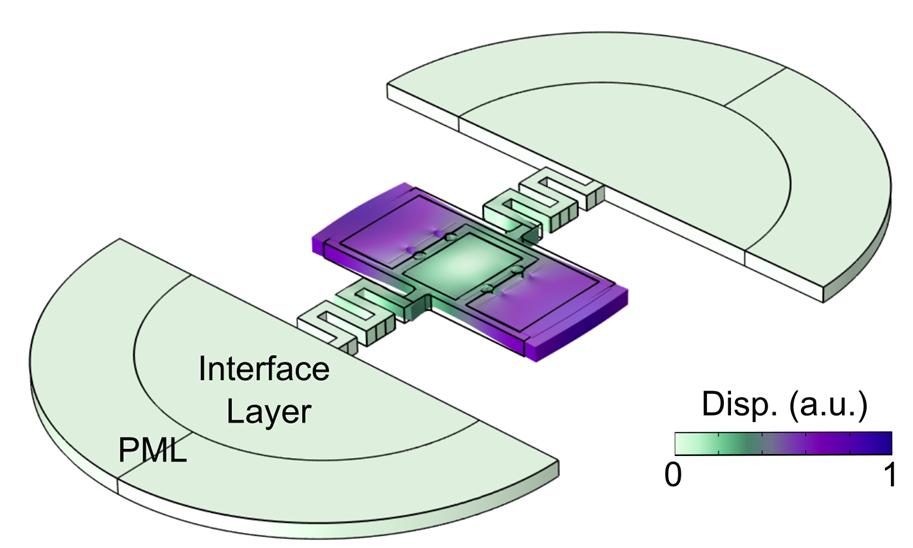 Interface
Layer
PML
Disp. (a.u.)
0 1